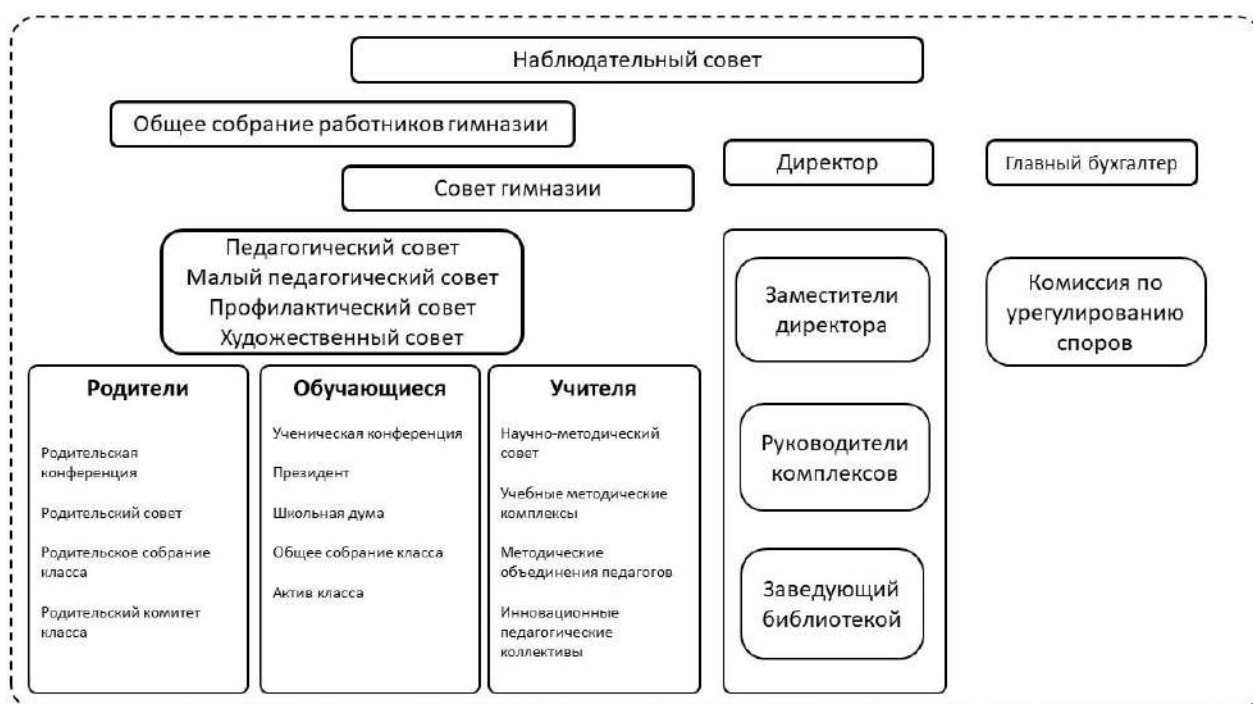 Наблюдательный совет
Общее собрание работников гимназии
Директор
Главный бухгалтер
Совет гимназии
Педагогический совет
Малый педагогический совет
Профилактический совет
Художественный совет
Заместители
директора
Комиссия по
урегулированию
споров
Родители
Родительская
конференция
Родительский совет
Родительское собрание
класса
Родительский комитет
класса
Обучающиеся
Ученическая конференция
Президент
Школьная дума
Общее собрание класса
Актив класса
Учителя
Научно-методический
совет
Учебные методические
комплексы
Методические
объединения педагогов
Инновационные
педагогические
коллективы
Руководители
комплексов
Заведующий
библиотекой